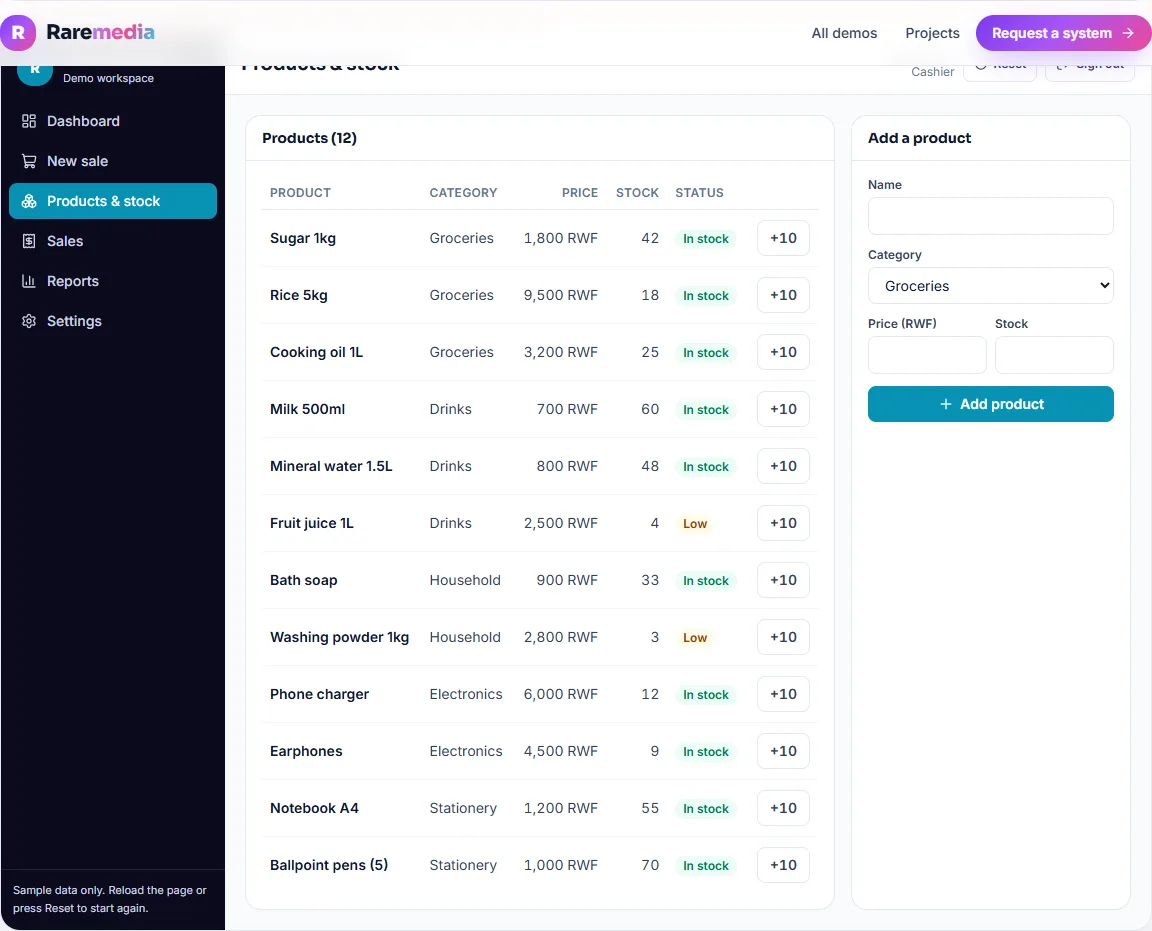 R Raremedia
All demos
Projects
Request a system →
R
Demo workspace
Dashboard
New sale
Products & stock
Sales
Reports
Settings
Sample data only. Reload the page or
press Reset to start again.
Products & stock
Cashier
Reset
Sign out
Products (12)
PRODUCT CATEGORY PRICE STOCK STATUS
Sugar 1kg Groceries 1,800 RWF 42 In stock +10
Rice 5kg Groceries 9,500 RWF 18 In stock +10
Cooking oil 1L Groceries 3,200 RWF 25 In stock +10
Milk 500ml Drinks 700 RWF 60 In stock +10
Mineral water 1.5L Drinks 800 RWF 48 In stock +10
Fruit juice 1L Drinks 2,500 RWF 4 Low +10
Bath soap Household 900 RWF 33 In stock +10
Washing powder 1kg Household 2,800 RWF 3 Low +10
Phone charger Electronics 6,000 RWF 12 In stock +10
Earphones Electronics 4,500 RWF 9 In stock +10
Notebook A4 Stationery 1,200 RWF 55 In stock +10
Ballpoint pens (5) Stationery 1,000 RWF 70 In stock +10
Add a product
Name
Category
Groceries
Price (RWF) Stock
+ Add product